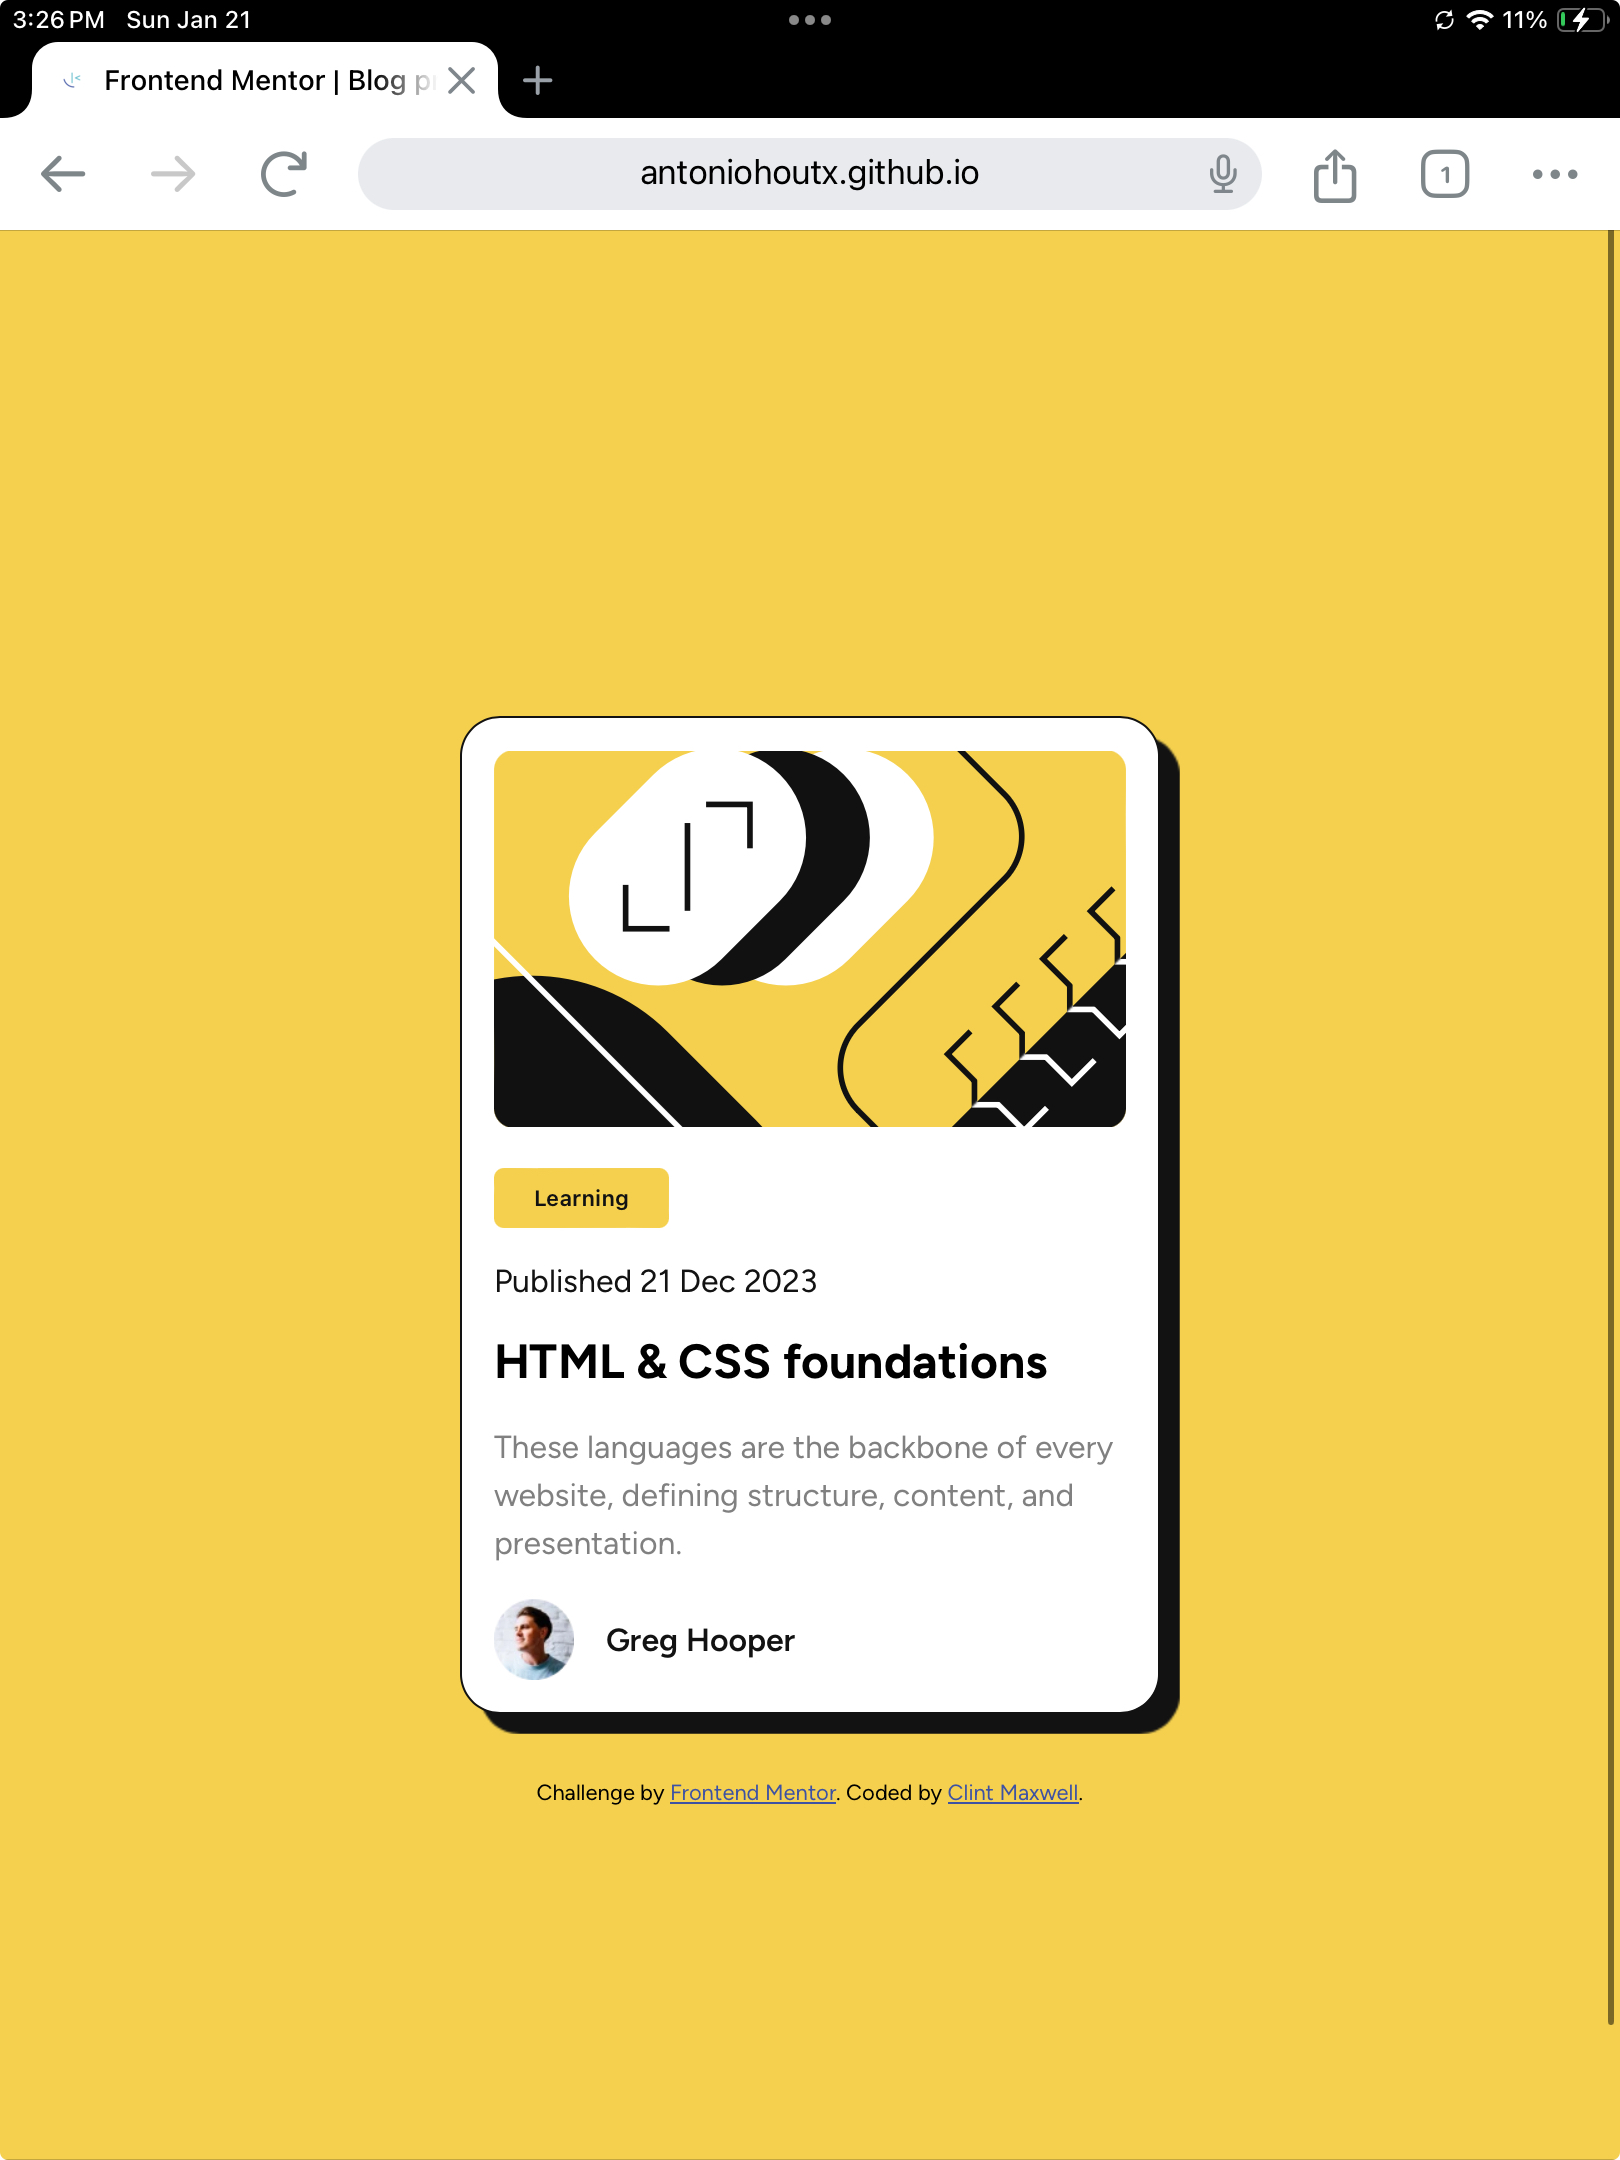 3:26 PM Sun Jan 21
11%
Frontend Mentor | Blog
antoniohoutx.github.io
1
Learning
Published 21 Dec 2023
HTML & CSS foundations
These languages are the backbone of every
website, defining structure, content, and
presentation.
Greg Hooper
Challenge by Frontend Mentor. Coded by Clint Maxwell.